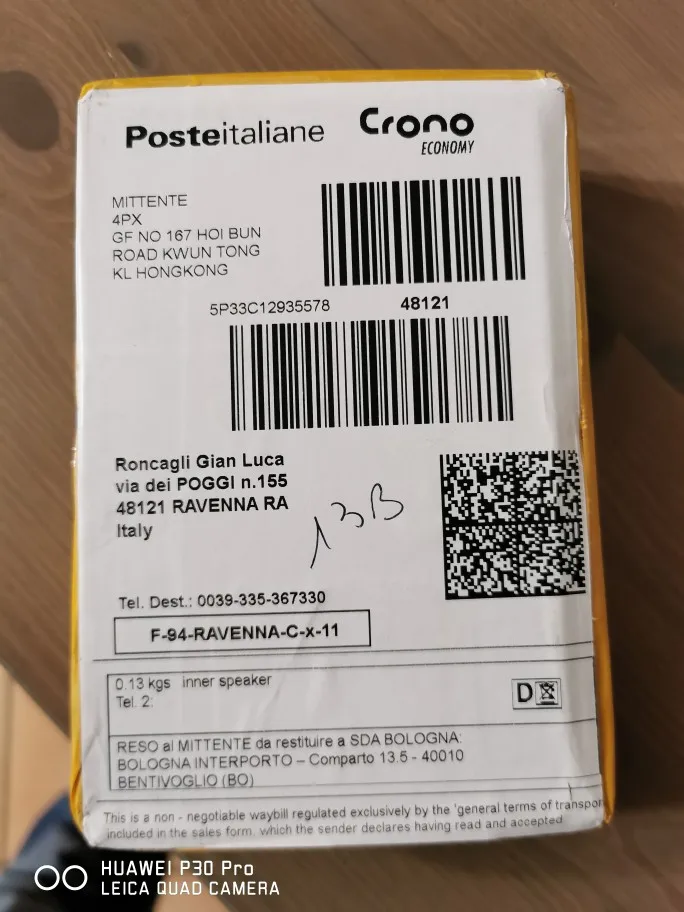 Posteitaliane Crono
ECONOMY
MITTENTE
4PX
GF NO 167 HOI BUN
ROAD KWUN TONG
KL HONGKONG
5P33C12935578 48121
Roncagli Gian Luca
via dei POGGI n.155
48121 RAVENNA RA
Italy
13B
Tel. Dest.: 0039-335-367330
F-94-RAVENNA-C-x-11
0.13 kgs inner speaker
Tel. 2:
D
RESO al MITTENTE da restituire a SDA BOLOGNA:
BOLOGNA INTERPORTO – Comparto 13.5 - 40010
BENTIVOGLIO (BO)
This is a non - negotiable waybill regulated exclusively by the 'general terms of transpor
included in the sales form, which the sender declares having read and accepted
HUAWEI P30 Pro
LEICA QUAD CAMERA